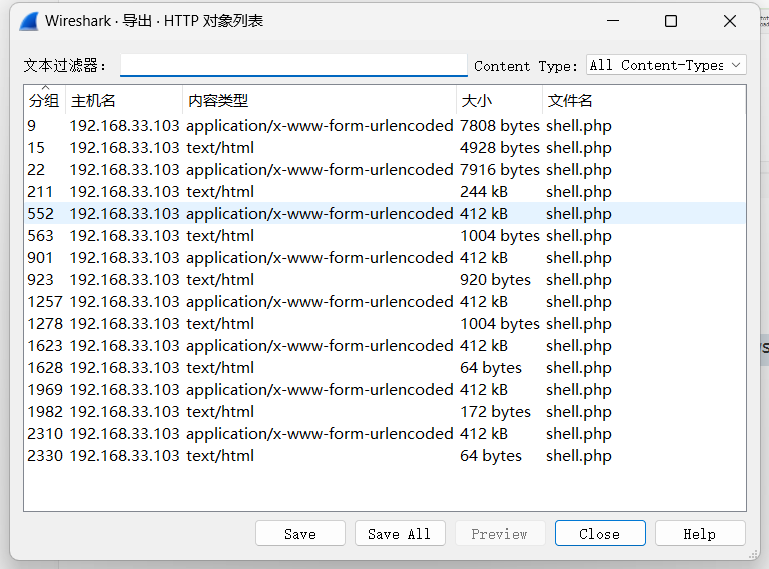 Wireshark · 导出 · HTTP 对象列表
文本过滤器： Content Type: All Content-Types
分组 主机名 内容类型 大小 文件名
9 192.168.33.103 application/x-www-form-urlencoded 7808 bytes shell.php
15 192.168.33.103 text/html 4928 bytes shell.php
22 192.168.33.103 application/x-www-form-urlencoded 7916 bytes shell.php
211 192.168.33.103 text/html 244 kB shell.php
552 192.168.33.103 application/x-www-form-urlencoded 412 kB shell.php
563 192.168.33.103 text/html 1004 bytes shell.php
901 192.168.33.103 application/x-www-form-urlencoded 412 kB shell.php
923 192.168.33.103 text/html 920 bytes shell.php
1257 192.168.33.103 application/x-www-form-urlencoded 412 kB shell.php
1278 192.168.33.103 text/html 1004 bytes shell.php
1623 192.168.33.103 application/x-www-form-urlencoded 412 kB shell.php
1628 192.168.33.103 text/html 64 bytes shell.php
1969 192.168.33.103 application/x-www-form-urlencoded 412 kB shell.php
1982 192.168.33.103 text/html 172 bytes shell.php
2310 192.168.33.103 application/x-www-form-urlencoded 412 kB shell.php
2330 192.168.33.103 text/html 64 bytes shell.php
Save Save All Preview Close Help